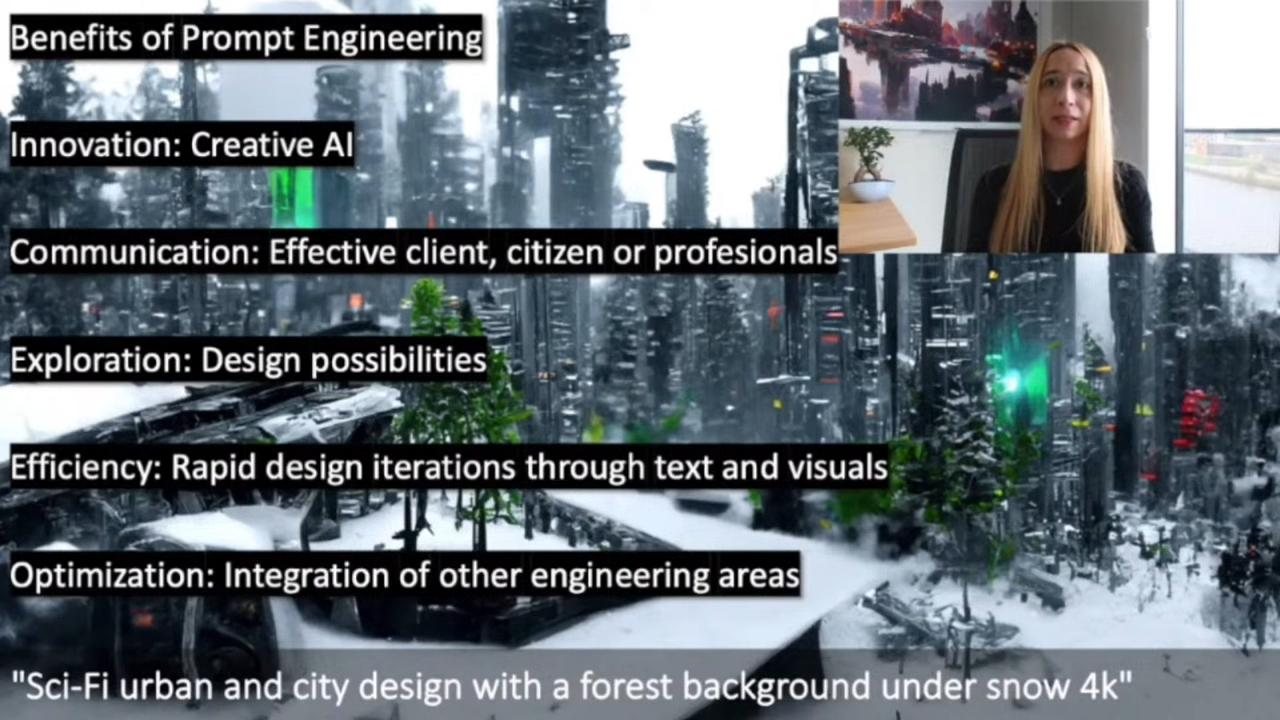 Benefits of Prompt Engineering
Innovation: Creative AI
Communication: Effective client, citizen or profesionals
Exploration: Design possibilities
Efficiency: Rapid design iterations through text and visuals
Optimization: Integration of other engineering areas
"Sci-Fi urban and city design with a forest background under snow 4k"